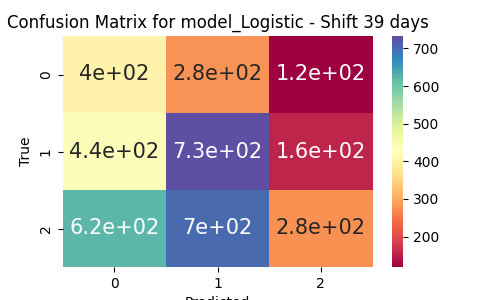 Confusion Matrix for model_Logistic - Shift 39 days
True
0
4e+02 2.8e+02 1.2e+02
1
4.4e+02 7.3e+02 1.6e+02
2
6.2e+02 7e+02 2.8e+02
0 1 2
Predicted
700
600
500
400
300
200